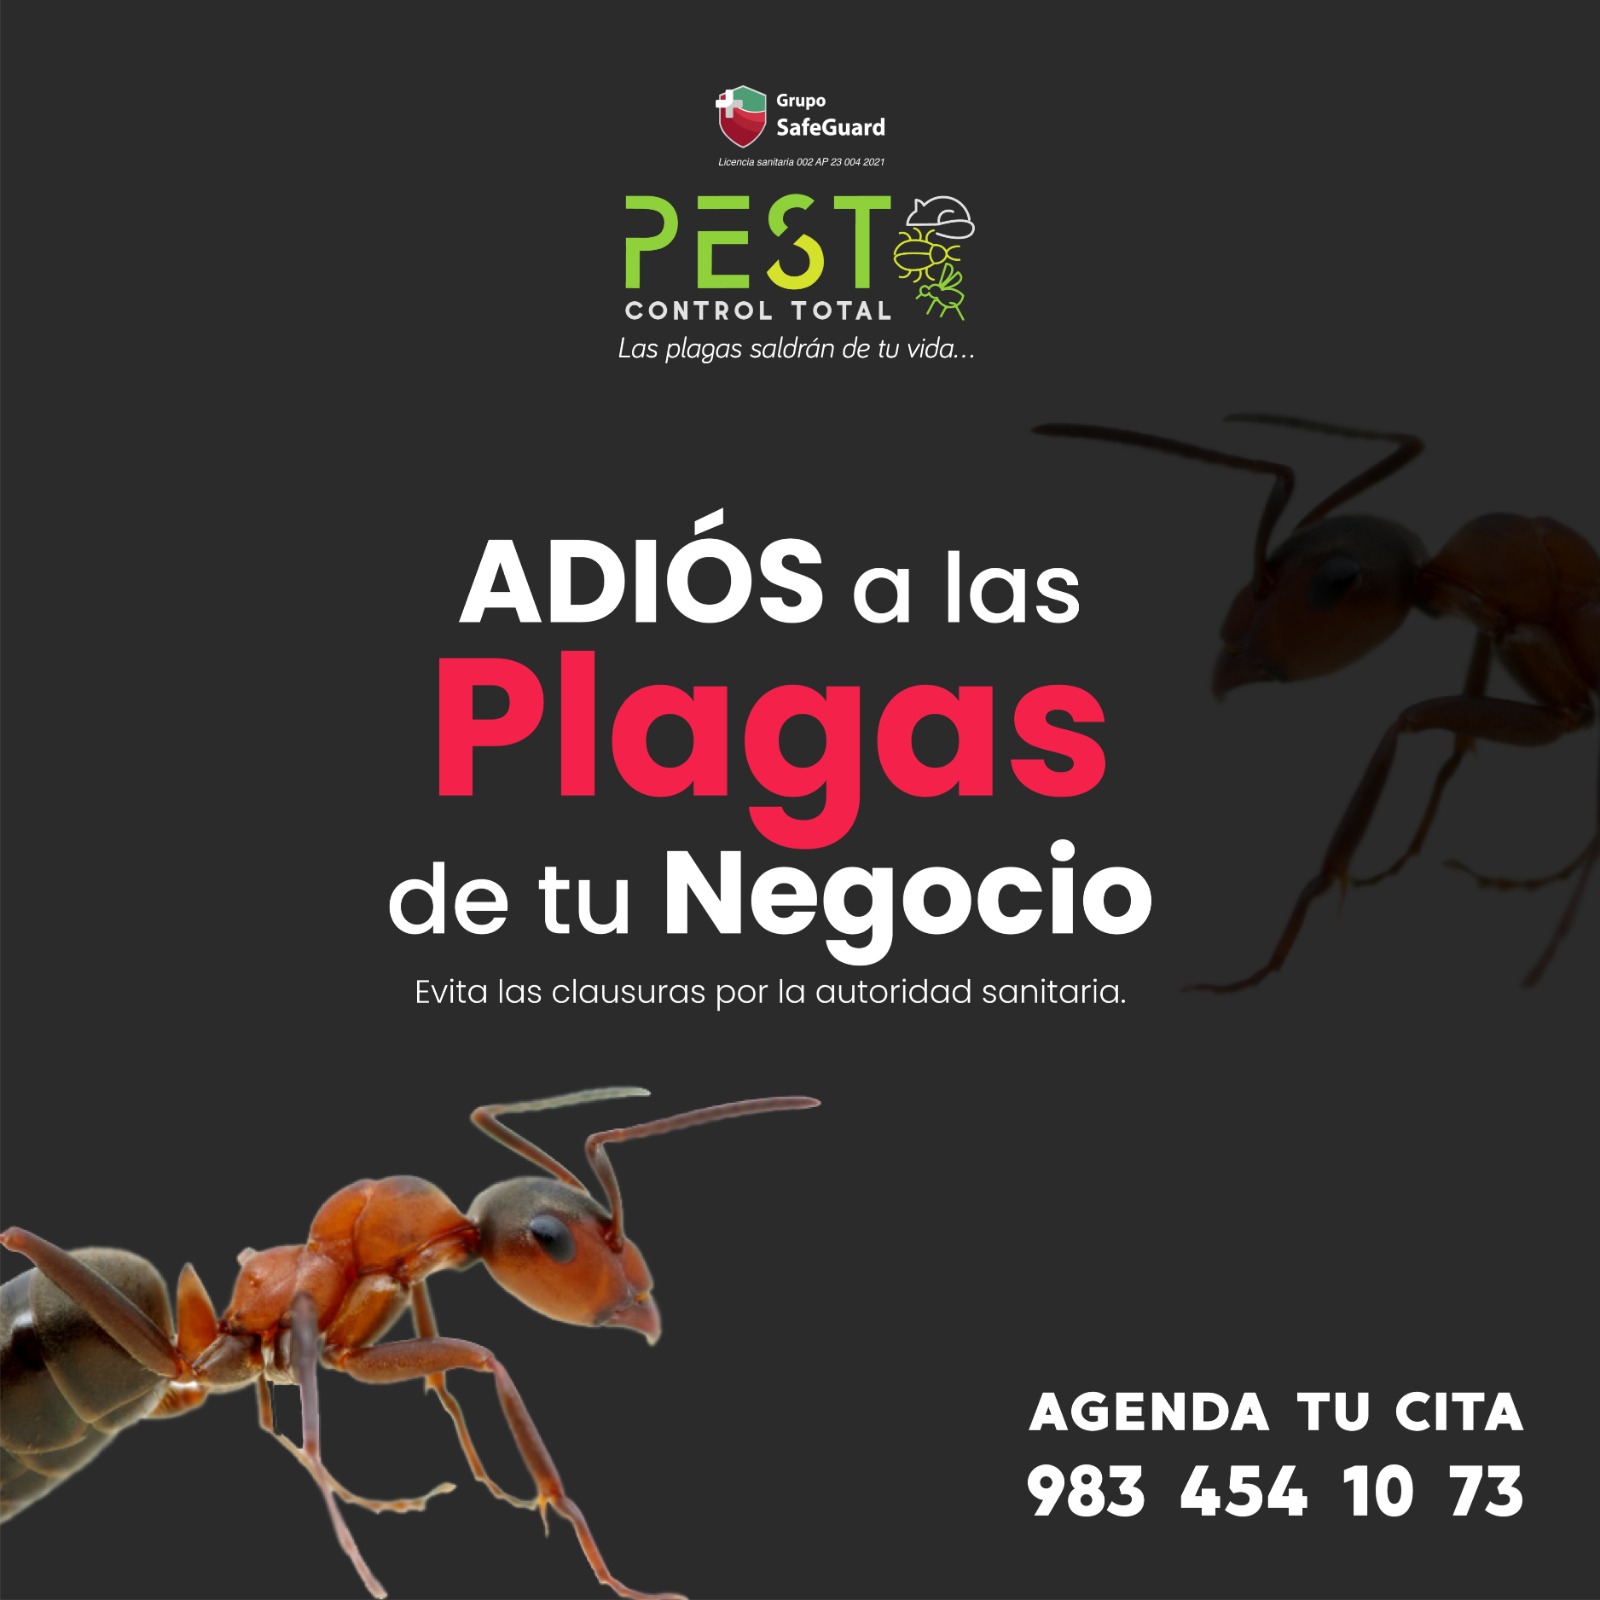 Grupo
SafeGuard
Licencia sanitaria 002 AP 23 004 2021
PEST
CONTROL TOTAL
Las plagas saldrán de tu vida...
ADIÓS a las
Plagas
de tu Negocio
Evita las clausuras por la autoridad sanitaria.
AGENDA TU CITA
983 454 10 73